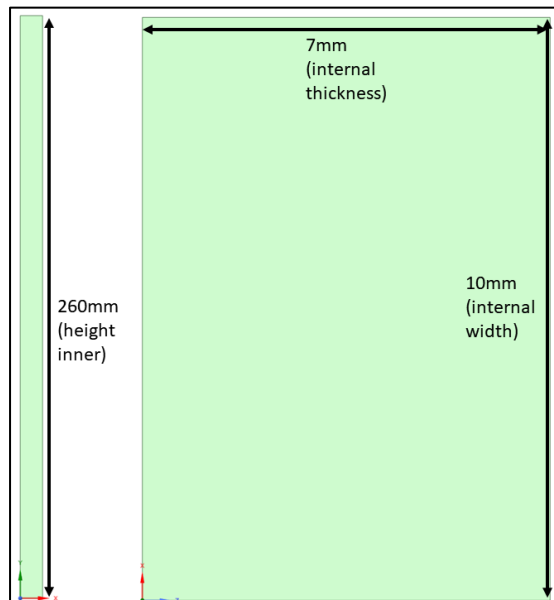 7mm
(internal
thickness)
260mm
(height
inner)
10mm
(internal
width)
Y
X
X
Z